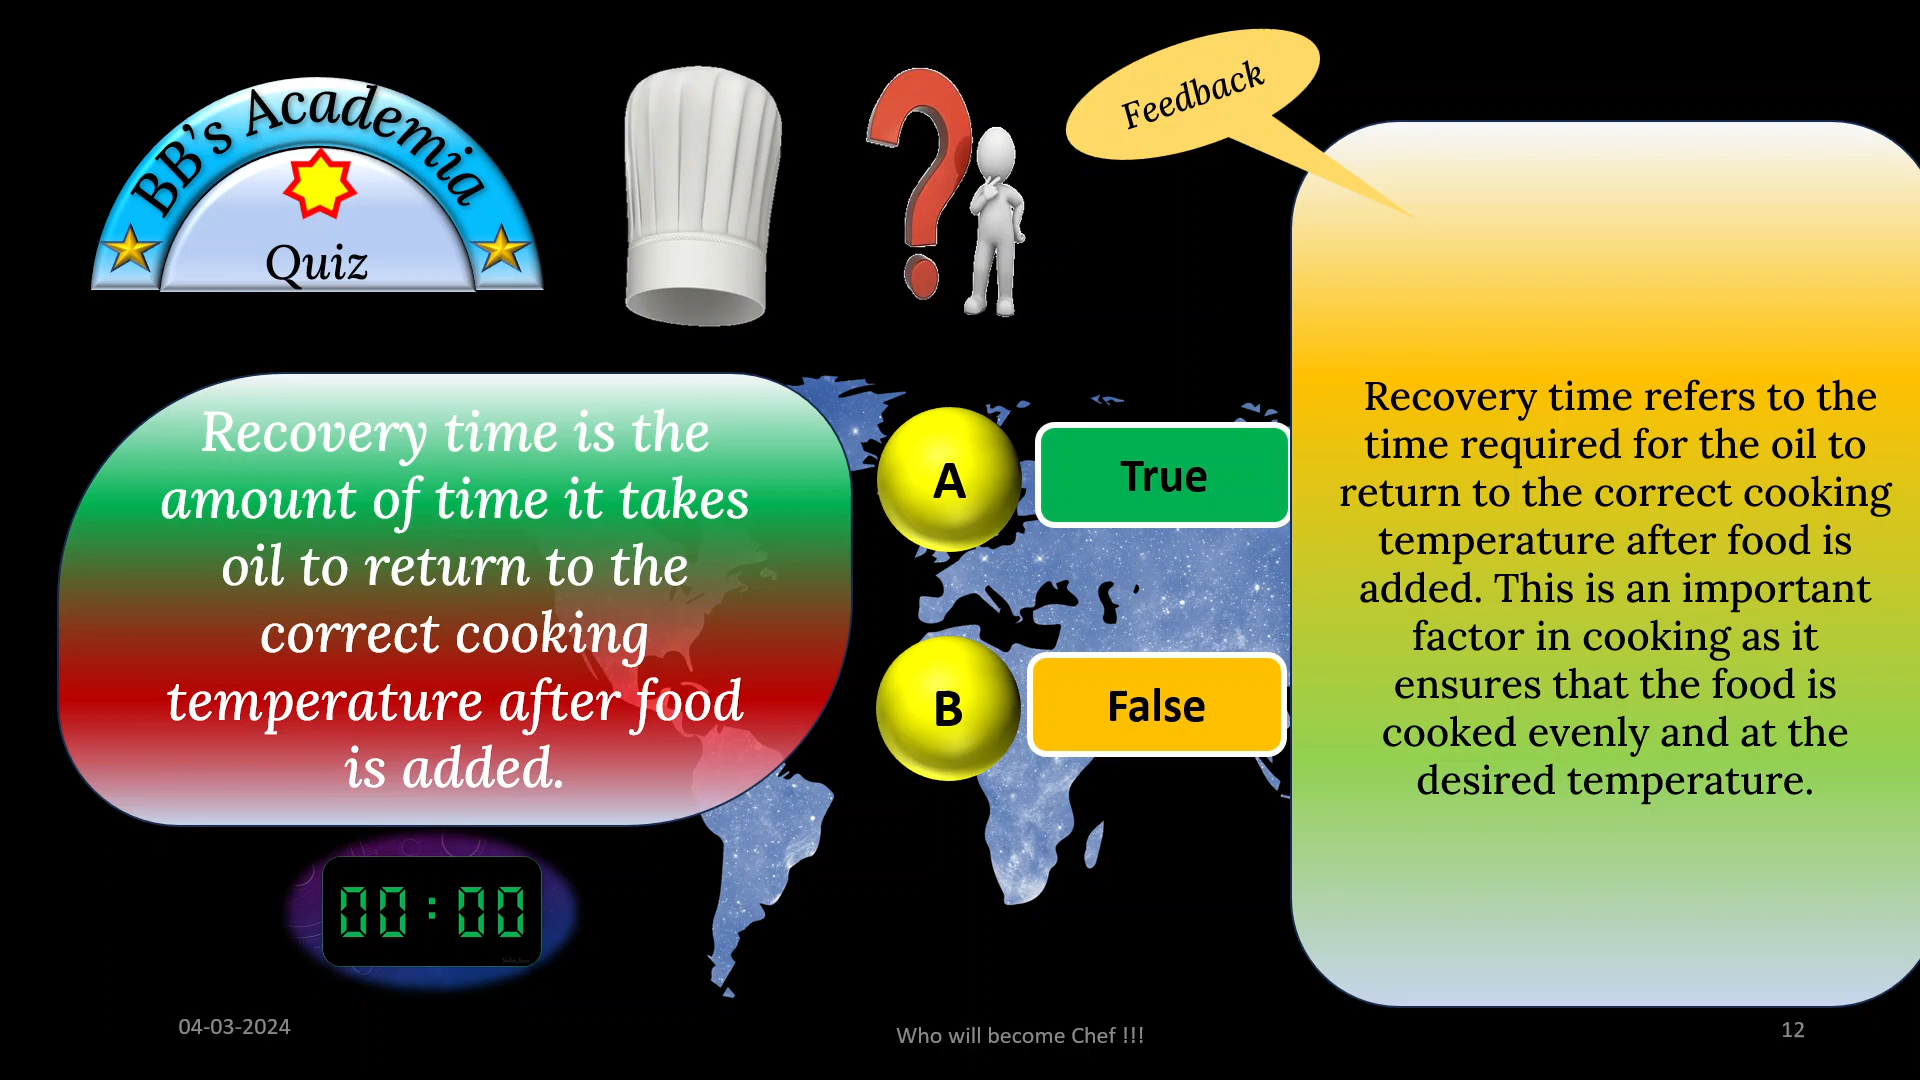 BB's Academia
Quiz
Feedback
Recovery time is the
amount of time it takes
oil to return to the
correct cooking
temperature after food
is added.
A
True
B
False
Recovery time refers to the
time required for the oil to
return to the correct cooking
temperature after food is
added. This is an important
factor in cooking as it
ensures that the food is
cooked evenly and at the
desired temperature.
00:00
04-03-2024
Who will become Chef !!!
12